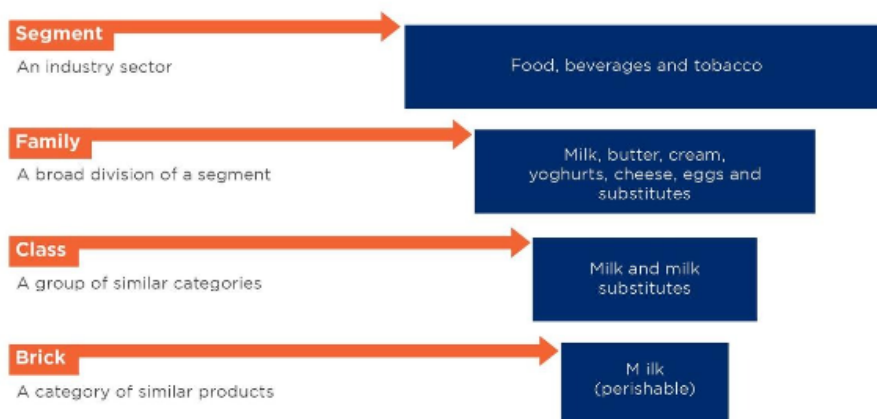 Segment
An industry sector
Food, beverages and tobacco
Family
A broad division of a segment
Milk, butter, cream,
yoghurts, cheese, eggs and
substitutes
Class
A group of similar categories
Milk and milk
substitutes
Brick
A category of similar products
M ilk
(perishable)